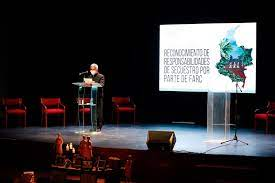 RECONOCIMIENTO DE
RESPONSABILIDADES
DE SECUESTRO POR
PARTE DE FARC